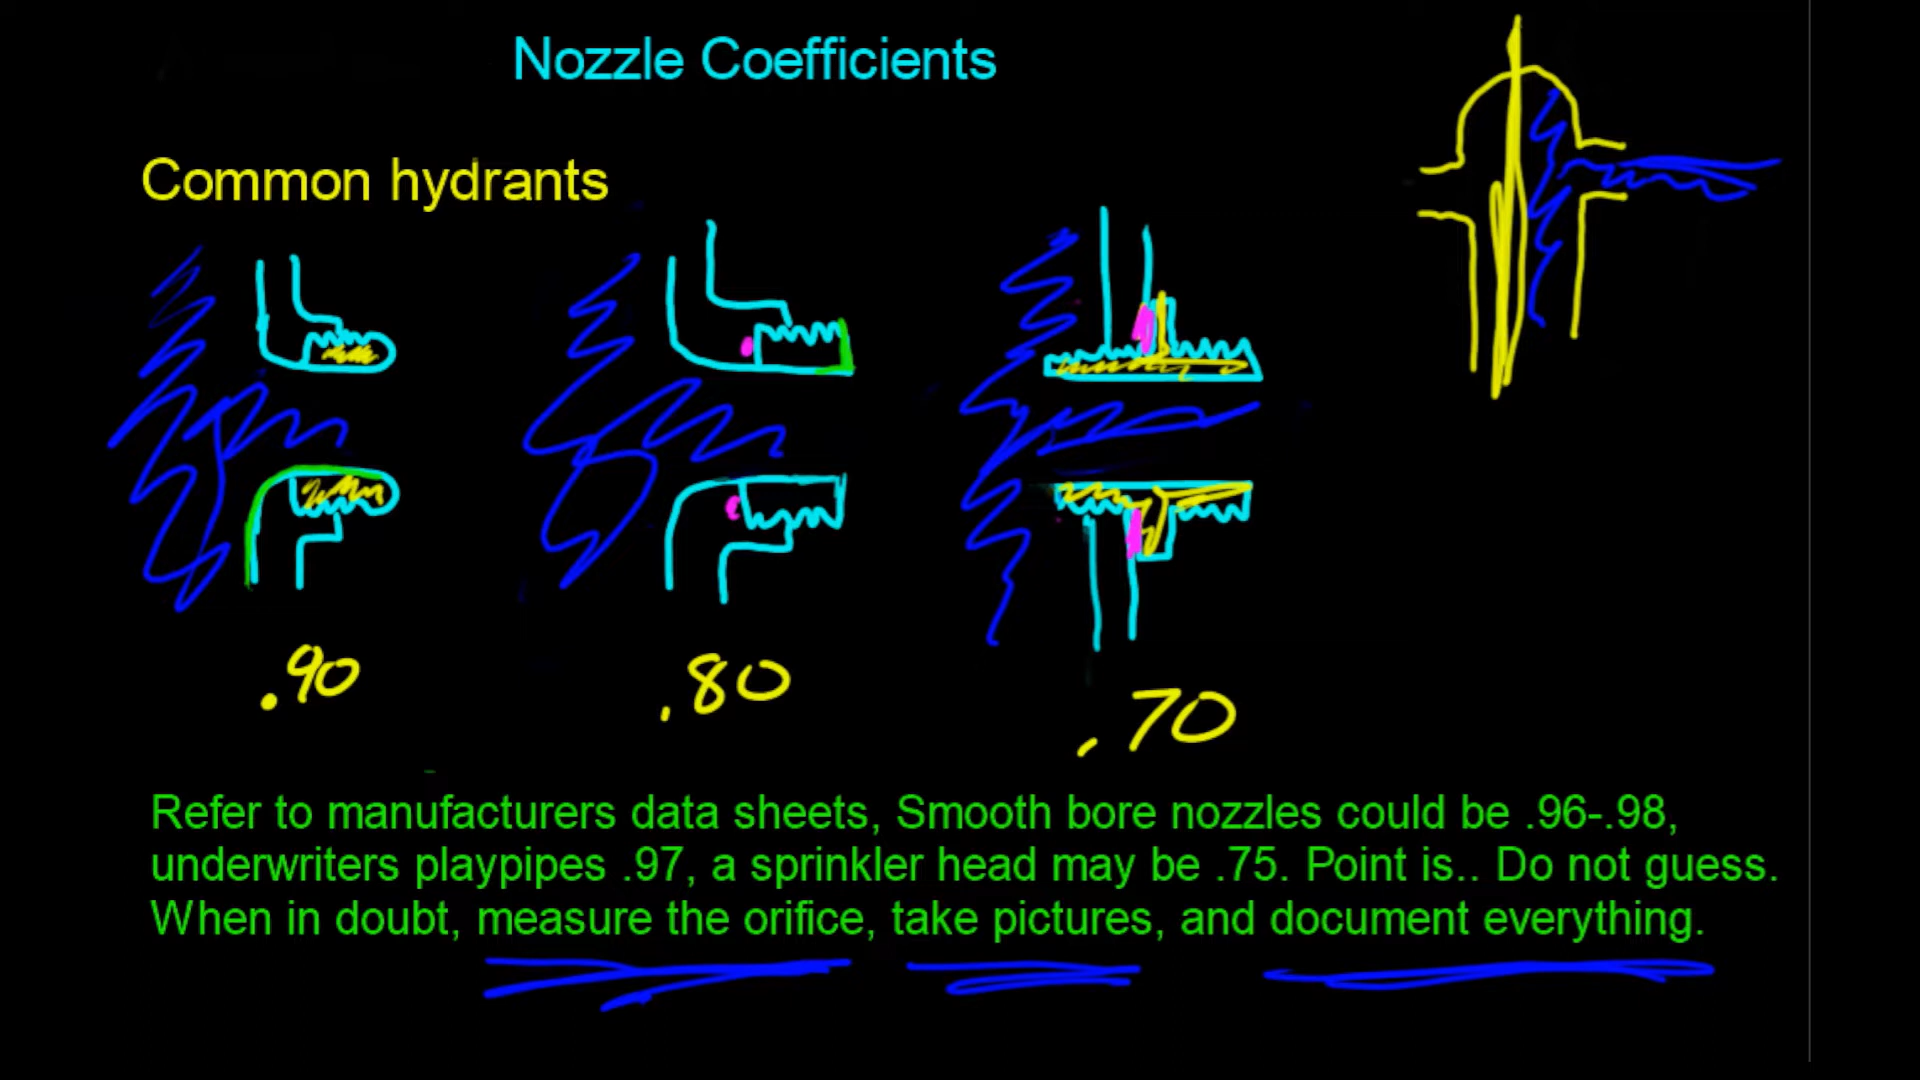 Nozzle Coefficients
Common hydrants
.90
.80
.70
Refer to manufacturers data sheets, Smooth bore nozzles could be .96-.98,
underwriters playpipes .97, a sprinkler head may be .75. Point is.. Do not guess.
When in doubt, measure the orifice, take pictures, and document everything.